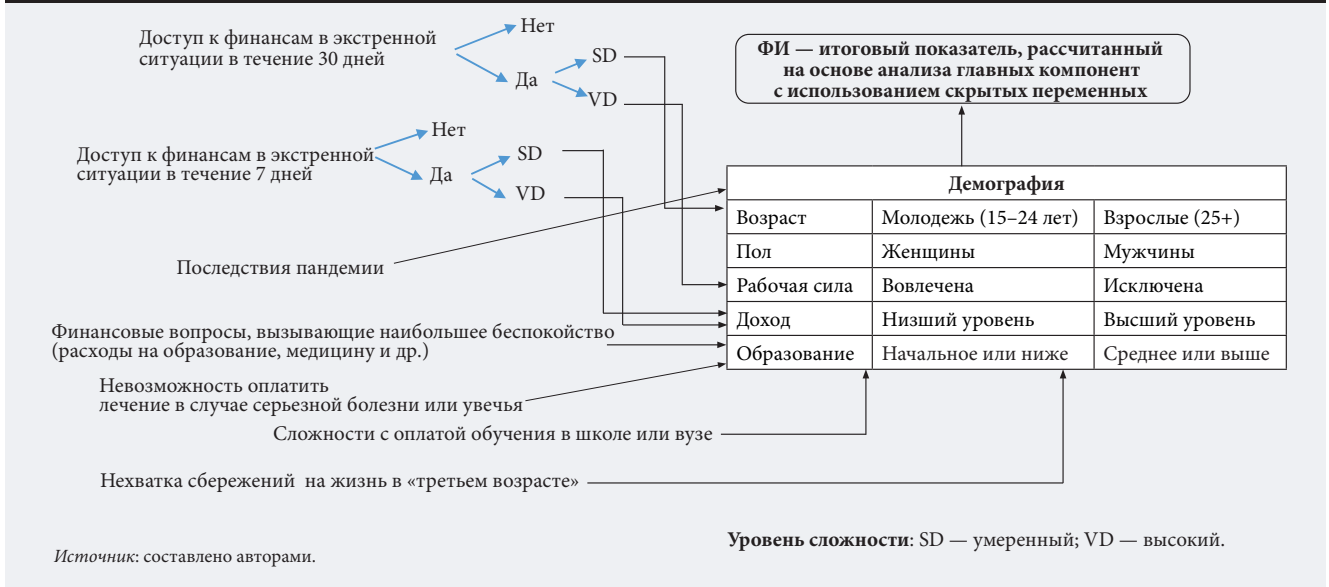 Доступ к финансам в экстренной
ситуации в течение 30 дней
Нет
Да
SD
VD
Доступ к финансам в экстренной
ситуации в течение 7 дней
Нет
Да
SD
VD
ФИ — итоговый показатель, рассчитанный
на основе анализа главных компонент
с использованием скрытых переменных
Демография
Возраст Молодежь (15–24 лет) Взрослые (25+)
Пол Женщины Мужчины
Рабочая сила Вовлечена Исключена
Доход Низший уровень Высший уровень
Образование Начальное или ниже Среднее или выше
Последствия пандемии
Финансовые вопросы, вызывающие наибольшее беспокойство
(расходы на образование, медицину и др.)
Невозможность оплатить
лечение в случае серьезной болезни или увечья
Сложности с оплатой обучения в школе или вузе
Нехватка сбережений на жизнь в «третьем возрасте»
Уровень сложности: SD — умеренный; VD — высокий.
Источник: составлено авторами.